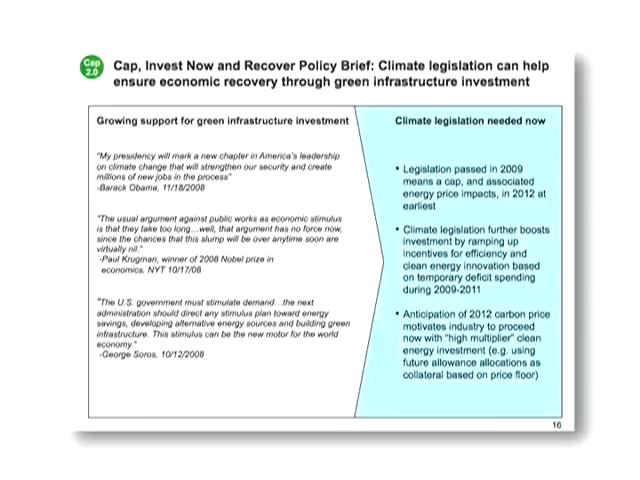 Cap
2.0
Cap, Invest Now and Recover Policy Brief: Climate legislation can help
ensure economic recovery through green infrastructure investment
Growing support for green infrastructure investment
"My presidency will mark a new chapter in America's leadership
on climate change that will strengthen our security and create
millions of new jobs in the process"
-Barack Obama, 11/18/2008
"The usual argument against public works as economic stimulus
is that they take too long...well, that argument has no force now,
since the chances that this slump will be over anytime soon are
virtually nil."
-Paul Krugman, winner of 2008 Nobel prize in
economics, NYT 10/17/08
"The U.S. government must stimulate demand...the next
administration should direct any stimulus plan toward energy
savings, developing alternative energy sources and building green
infrastructure. This stimulus can be the new motor for the world
economy."
-George Soros, 10/12/2008
Climate legislation needed now
• Legislation passed in 2009
means a cap, and associated
energy price impacts, in 2012 at
earliest
• Climate legislation further boosts
investment by ramping up
incentives for efficiency and
clean energy innovation based
on temporary deficit spending
during 2009-2011
• Anticipation of 2012 carbon price
motivates industry to proceed
now with "high multiplier" clean
energy investment (e.g. using
future allowance allocations as
collateral based on price floor)
16